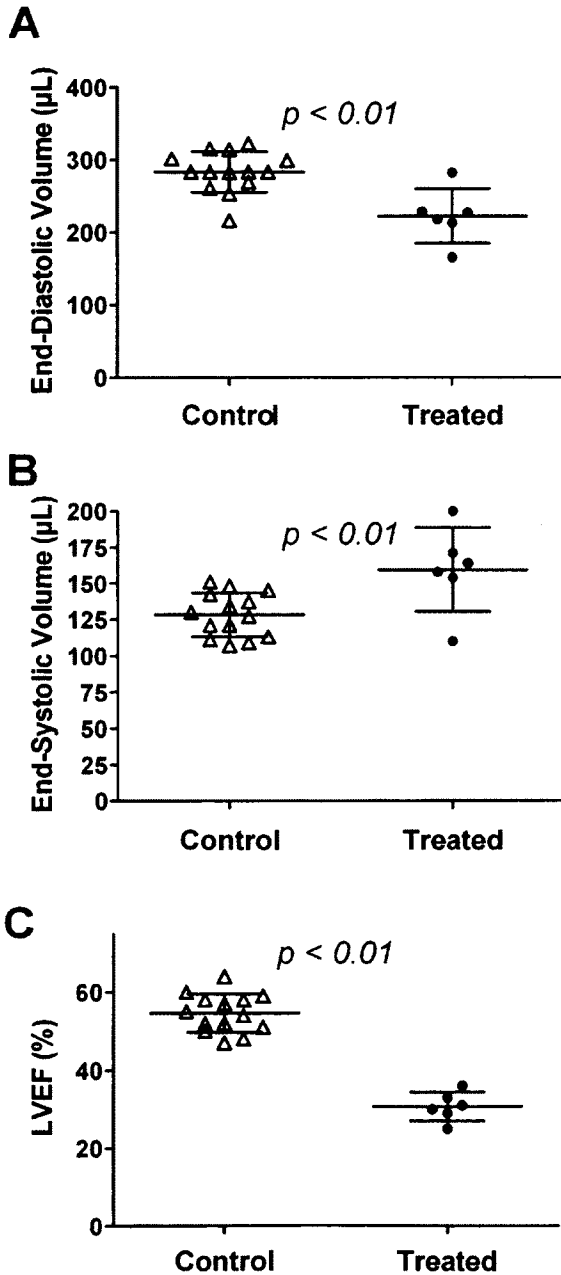 A
End-Diastolic Volume (µL)
400
300
200
100
0
p < 0.01
Control
Treated
B
End-Systolic Volume (µL)
200
175
150
125
100
75
50
25
0
p < 0.01
Control
Treated
C
LVEF (%)
60
40
20
0
p < 0.01
Control
Treated